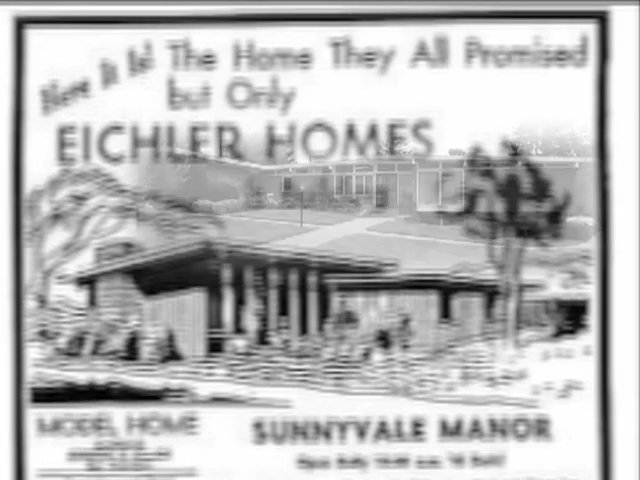 Here It Is! The Home They All Promised
but Only
EICHLER HOMES
MODEL HOME
SUNNYVALE MANOR